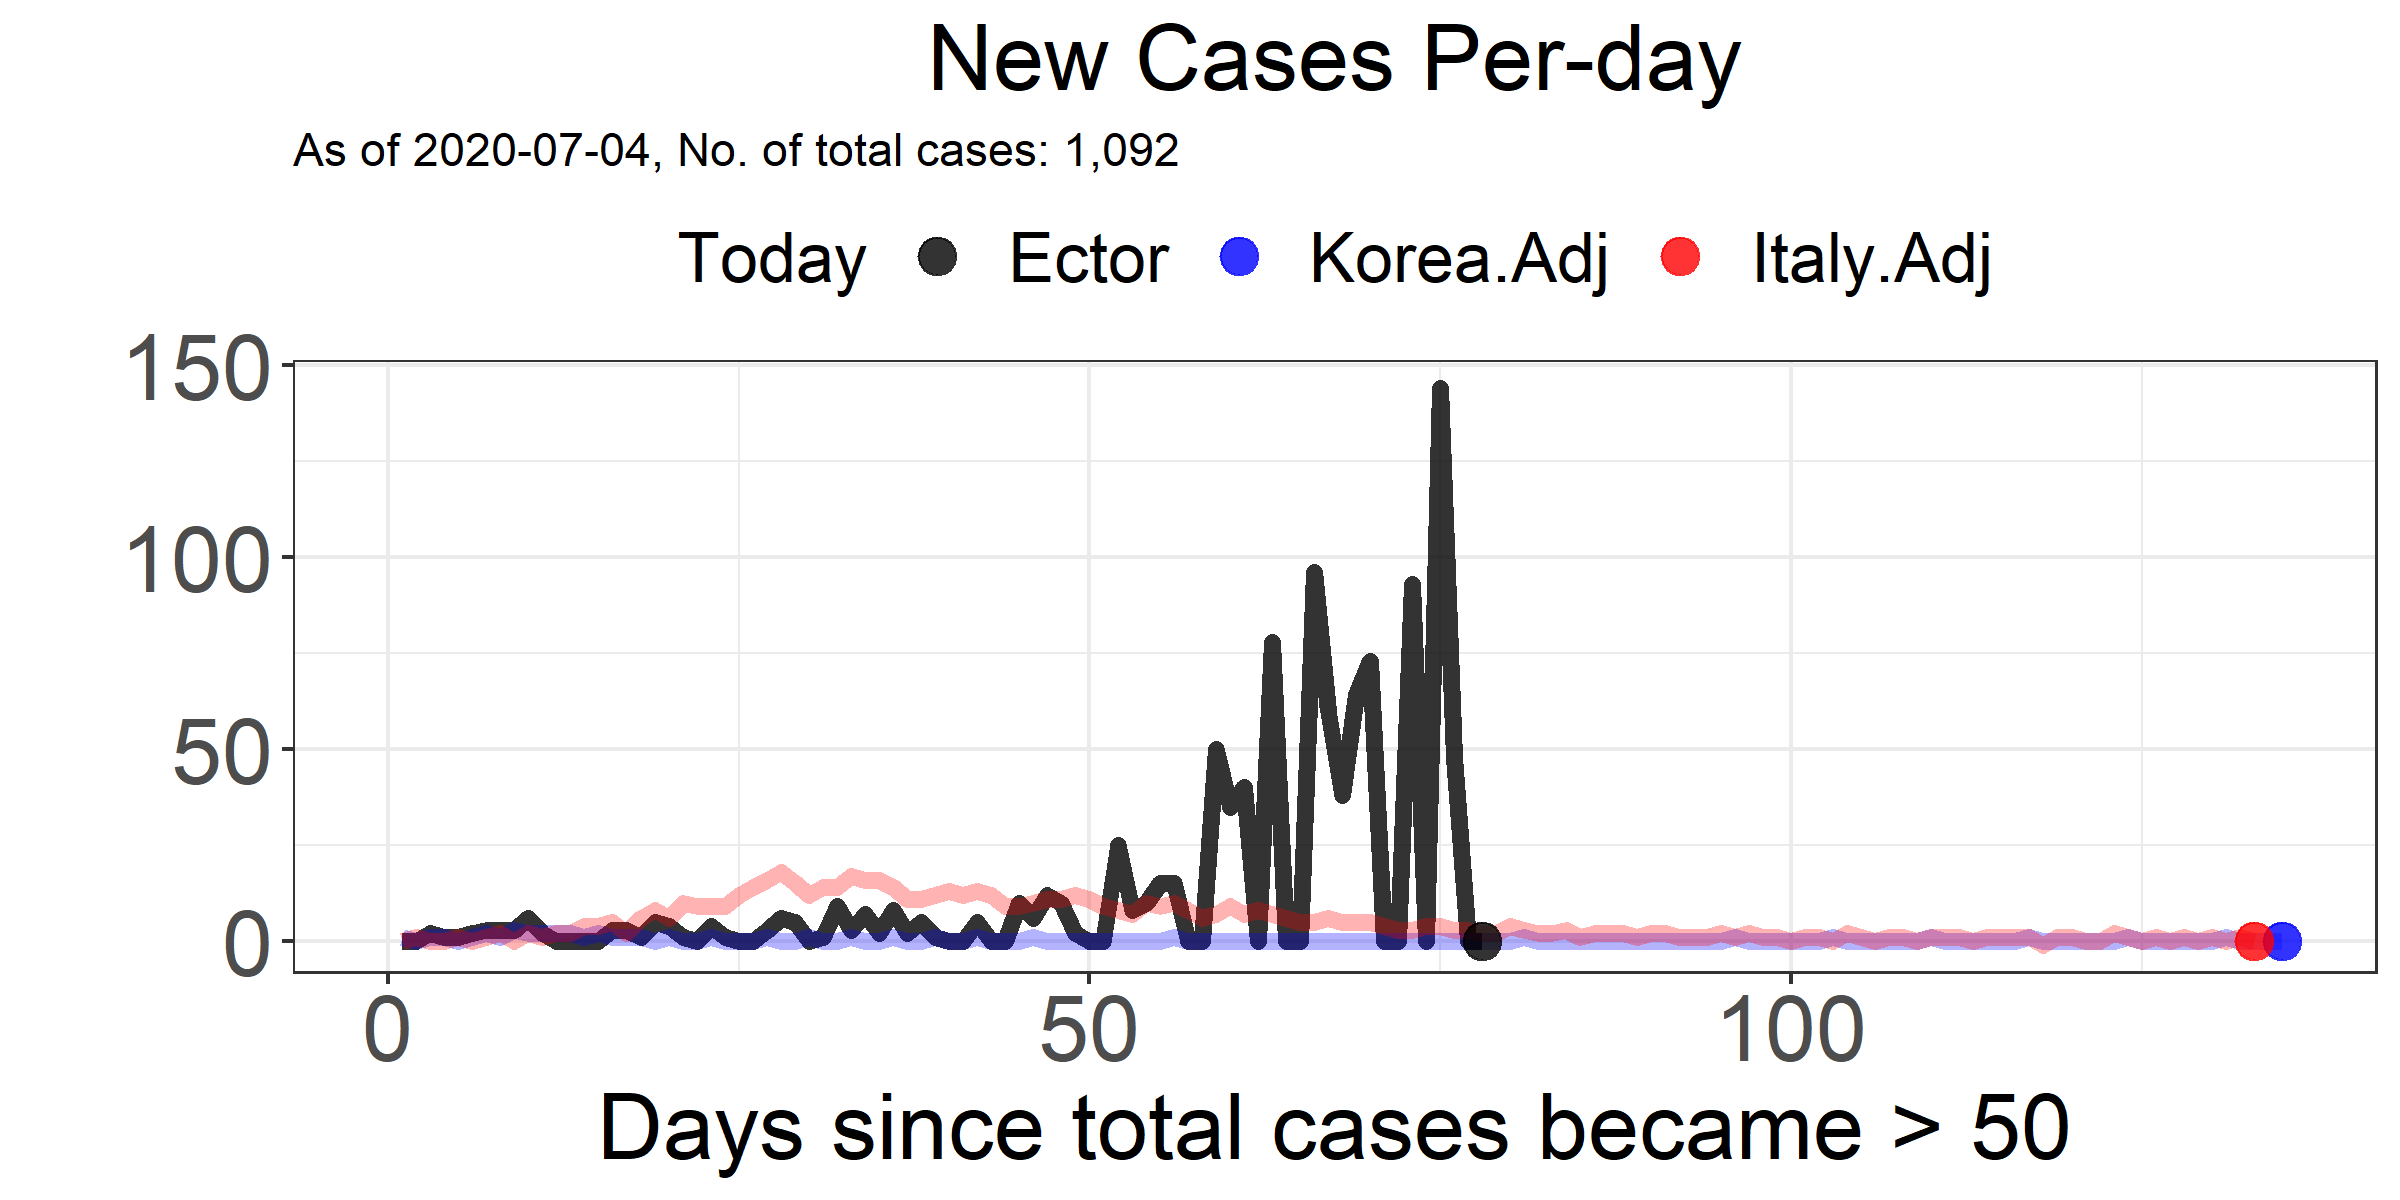 New Cases Per-day
As of 2020-07-04, No. of total cases: 1,092
Today Ector Korea.Adj Italy.Adj
150
100
50
0
0 50 100
Days since total cases became > 50